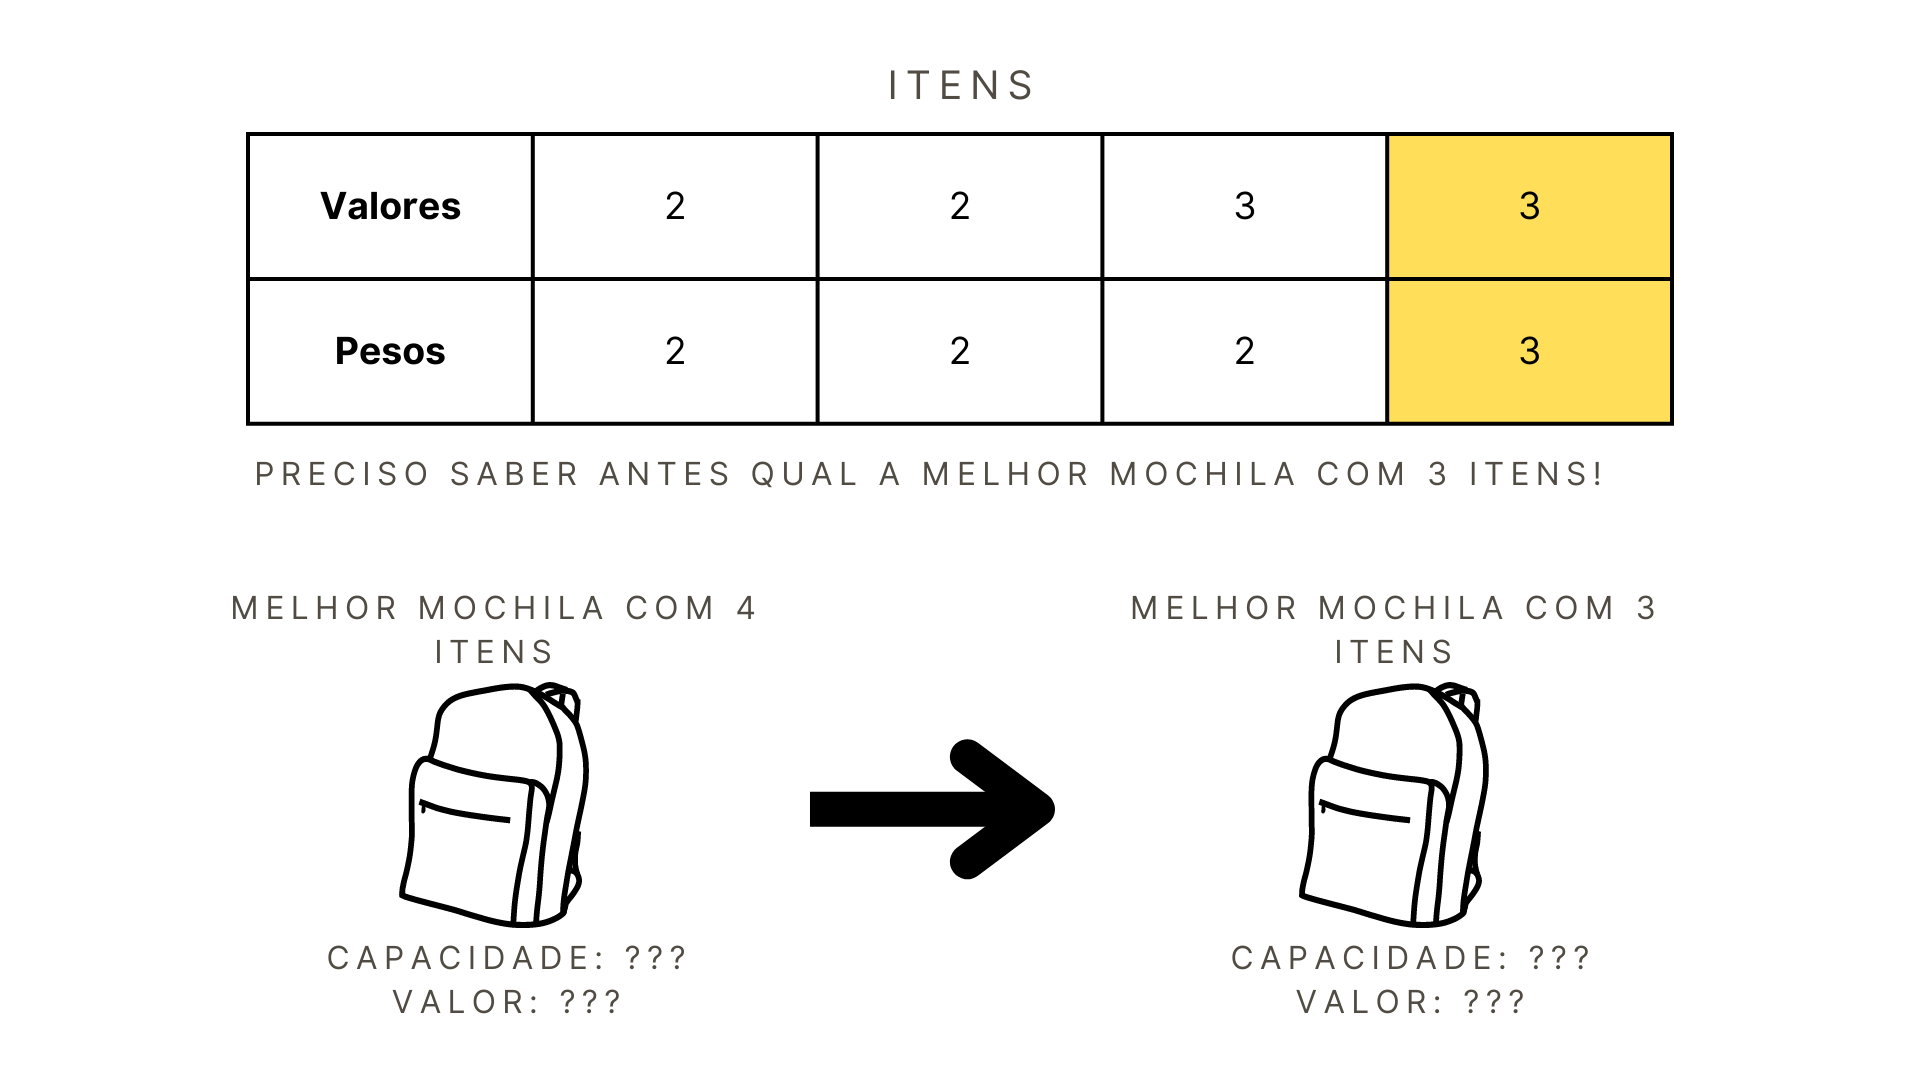 ITENS
Valores 2 2 3 3
Pesos 2 2 2 3
PRECISO SABER ANTES QUAL A MELHOR MOCHILA COM 3 ITENS!
MELHOR MOCHILA COM 4
ITENS
CAPACIDADE: ???
VALOR: ???
MELHOR MOCHILA COM 3
ITENS
CAPACIDADE: ???
VALOR: ???